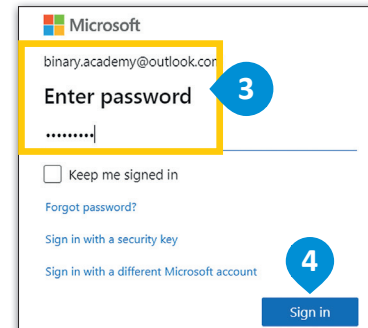 Microsoft
binary.academy@outlook.com
Enter password
3
Keep me signed in
Forgot password?
Sign in with a security key
Sign in with a different Microsoft account
4
Sign in